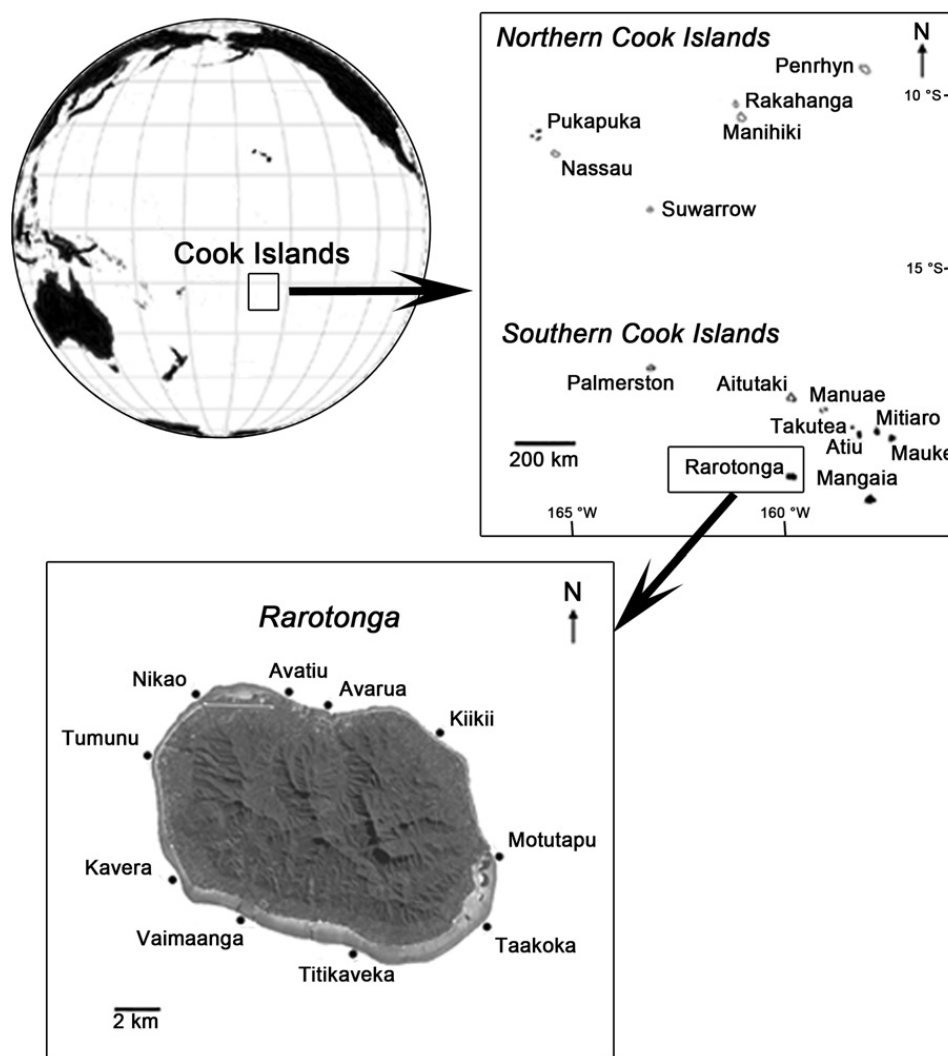 Cook Islands
Northern Cook Islands
N
Penrhyn
10 °S
Rakahanga
Manihiki
Pukapuka
Nassau
Suwarrow
15 °S
Southern Cook Islands
Palmerston
Aitutaki
Manuae
Takutea
Mitiaro
Atiu
Mauke
200 km
Rarotonga
Mangaia
165 °W
160 °W
Rarotonga
N
Nikao
Avatiu
Avarua
Kiikii
Tumunu
Motutapu
Kavera
Vaimaanga
Taakoka
Titikaveka
2 km